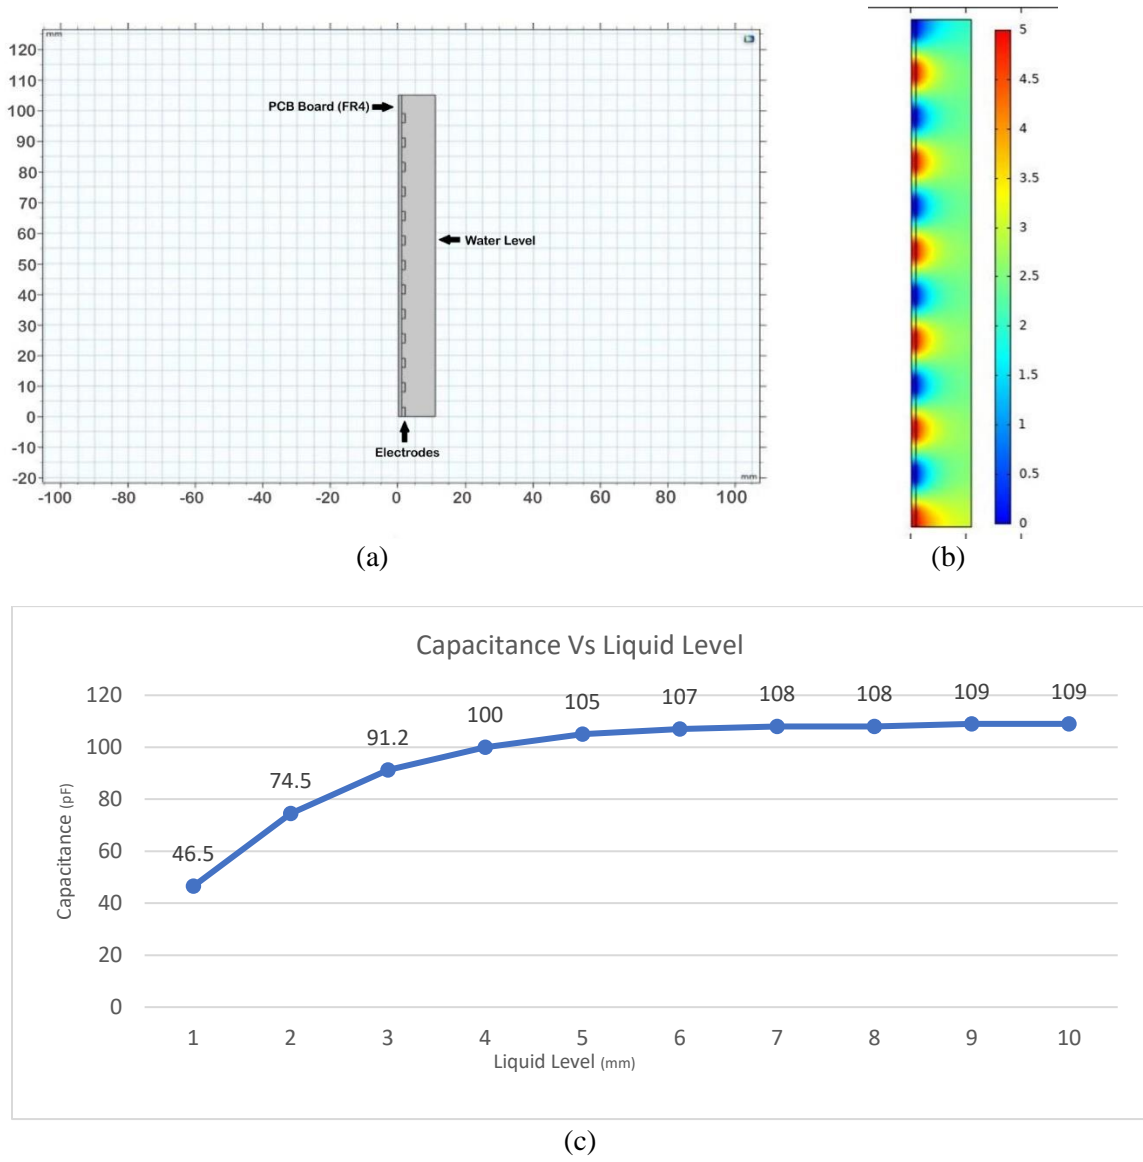 mm
120
110
100
90
80
70
60
50
40
30
20
10
0
-10
-20
PCB Board (FR4)
Water Level
Electrodes
mm
-100 -80 -60 -40 -20 0 20 40 60 80 100
(a)
5
4.5
4
3.5
3
2.5
2
1.5
1
0.5
0
(b)
Capacitance Vs Liquid Level
120
100
80
60
40
20
0
Capacitance (pF)
46.5 74.5 91.2 100 105 107 108 108 109 109
1 2 3 4 5 6 7 8 9 10
Liquid Level (mm)
(c)